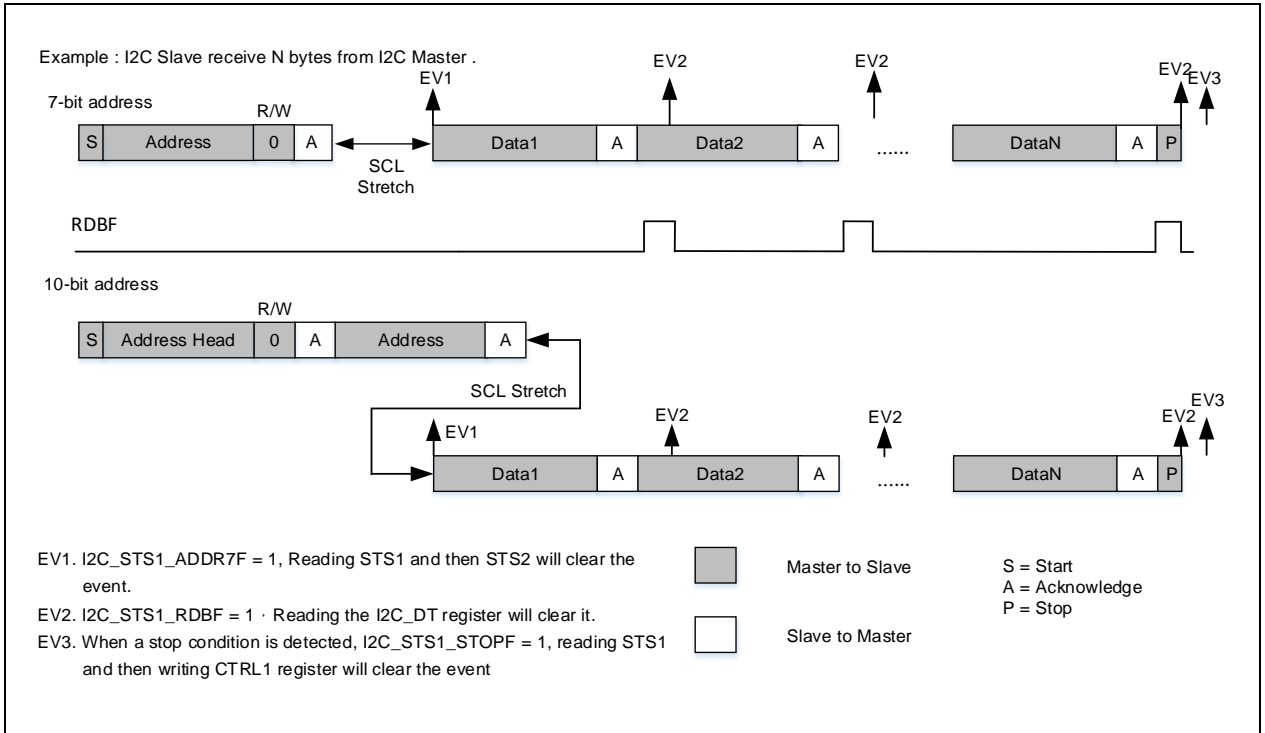 Example : I2C Slave receive N bytes from I2C Master .
EV1
EV2
EV2
EV2
EV3
7-bit address
R/W
S
Address
0
A
Data1
A
Data2
A
......
DataN
A
P
SCL
Stretch
RDBF
10-bit address
R/W
S
Address Head
0
A
Address
A
SCL Stretch
EV1
EV2
EV2
EV2
EV3
Data1
A
Data2
A
......
DataN
A
P
EV1. I2C_STS1_ADDR7F = 1, Reading STS1 and then STS2 will clear the
event.
EV2. I2C_STS1_RDBF = 1 · Reading the I2C_DT register will clear it.
EV3. When a stop condition is detected, I2C_STS1_STOPF = 1, reading STS1
and then writing CTRL1 register will clear the event
Master to Slave
Slave to Master
S = Start
A = Acknowledge
P = Stop